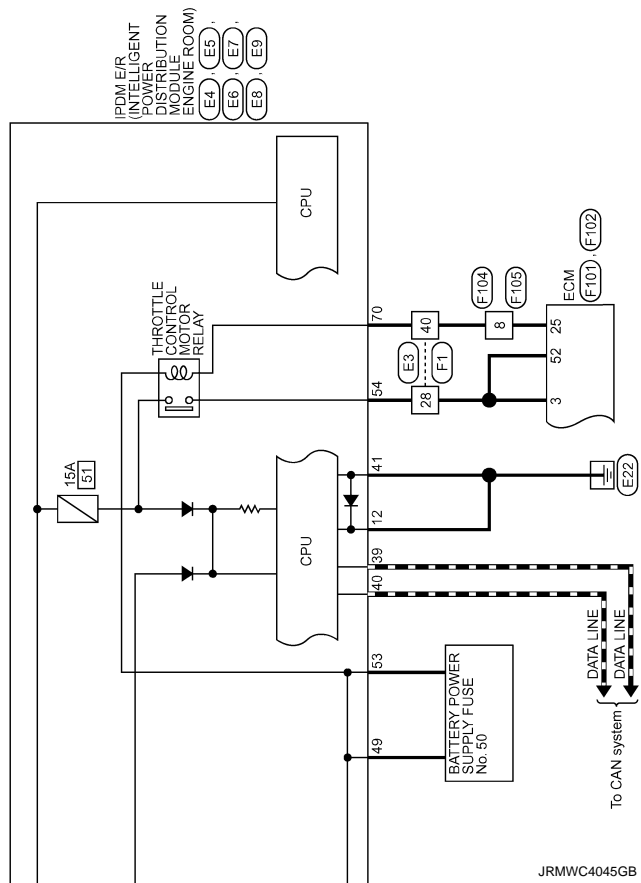 IPDM E/R
(INTELLIGENT
POWER
DISTRIBUTION
MODULE
ENGINE ROOM)
E4 , E5 ,
E6 , E7 ,
E8 , E9
CPU
THROTTLE
CONTROL
MOTOR
RELAY
15A
51
CPU
49
53
40
39
12
41
54
70
28
40
E3
F1
8
F104
F105
3
52
25
ECM
F101 , F102
E22
BATTERY POWER
SUPPLY FUSE
No. 50
DATA LINE
DATA LINE
To CAN system
JRMWC4045GB